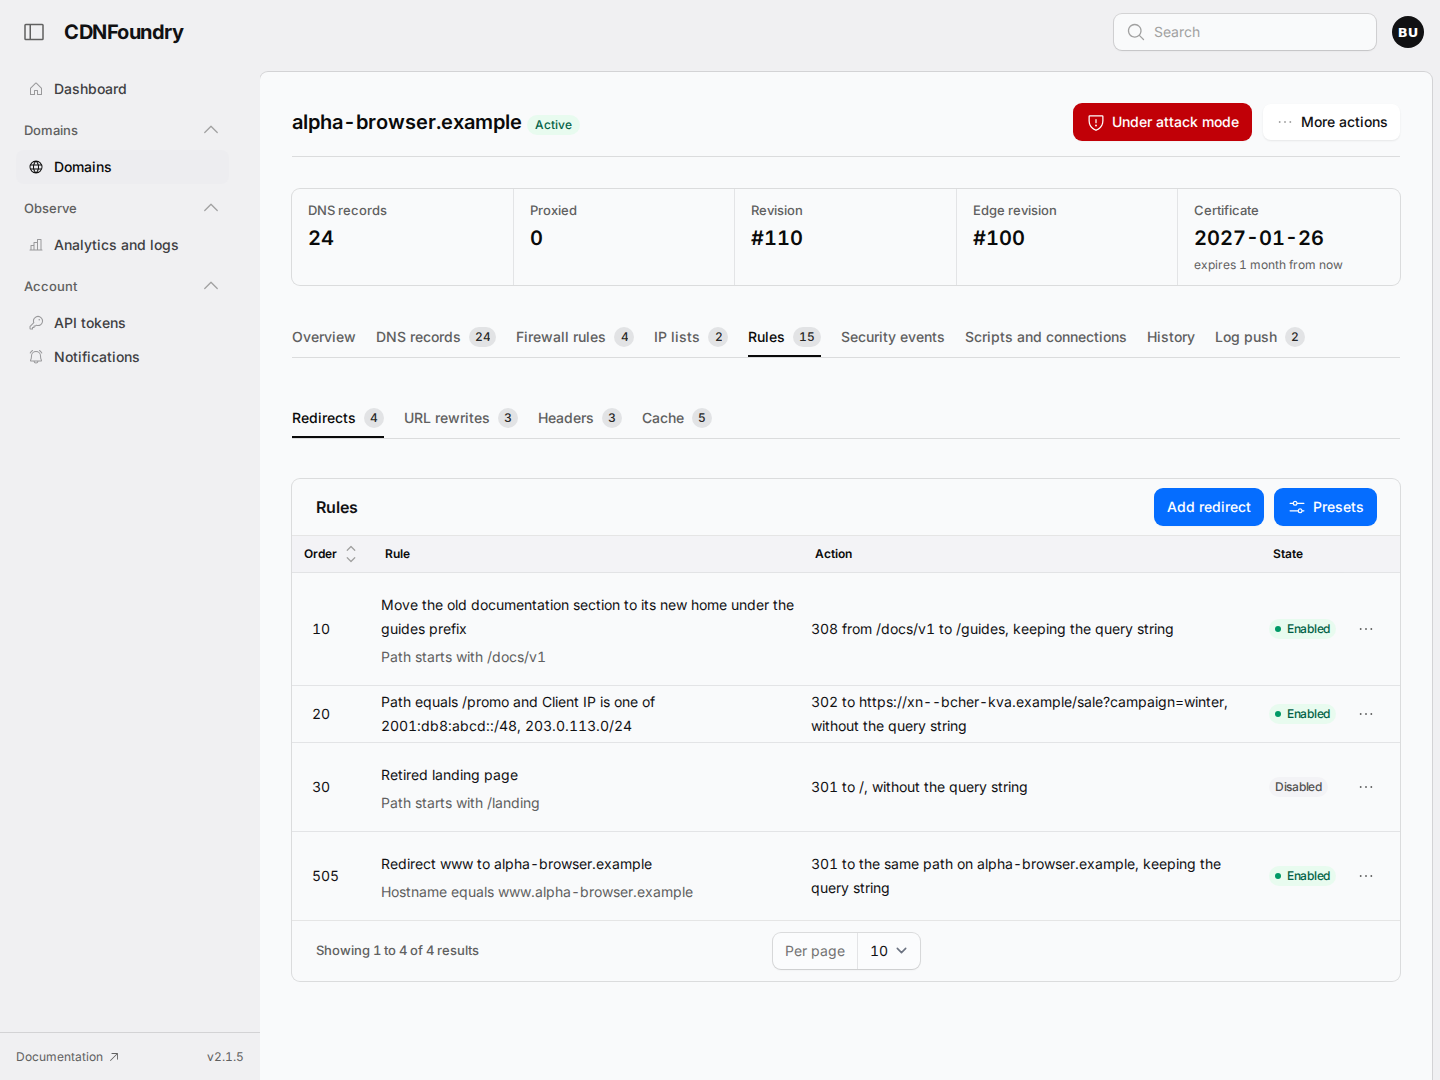 CDNFoundry
Search
BU
Dashboard
Domains
Domains
Observe
Analytics and logs
Account
API tokens
Notifications
alpha-browser.example Active
Under attack mode
More actions
DNS records
24
Proxied
0
Revision
#110
Edge revision
#100
Certificate
2027-01-26
expires 1 month from now
Overview DNS records 24 Firewall rules 4 IP lists 2 Rules 15 Security events Scripts and connections History Log push 2
Redirects 4 URL rewrites 3 Headers 3 Cache 5
Rules
Add redirect
Presets
Order Rule Action State
10
Move the old documentation section to its new home under the
guides prefix
Path starts with /docs/v1
308 from /docs/v1 to /guides, keeping the query string
Enabled
20
Path equals /promo and Client IP is one of
2001:db8:abcd::/48, 203.0.113.0/24
302 to https://xn--bcher-kva.example/sale?campaign=winter,
without the query string
Enabled
30
Retired landing page
Path starts with /landing
301 to /, without the query string
Disabled
505
Redirect www to alpha-browser.example
Hostname equals www.alpha-browser.example
301 to the same path on alpha-browser.example, keeping the
query string
Enabled
Showing 1 to 4 of 4 results
Per page 10
Documentation
v2.1.5